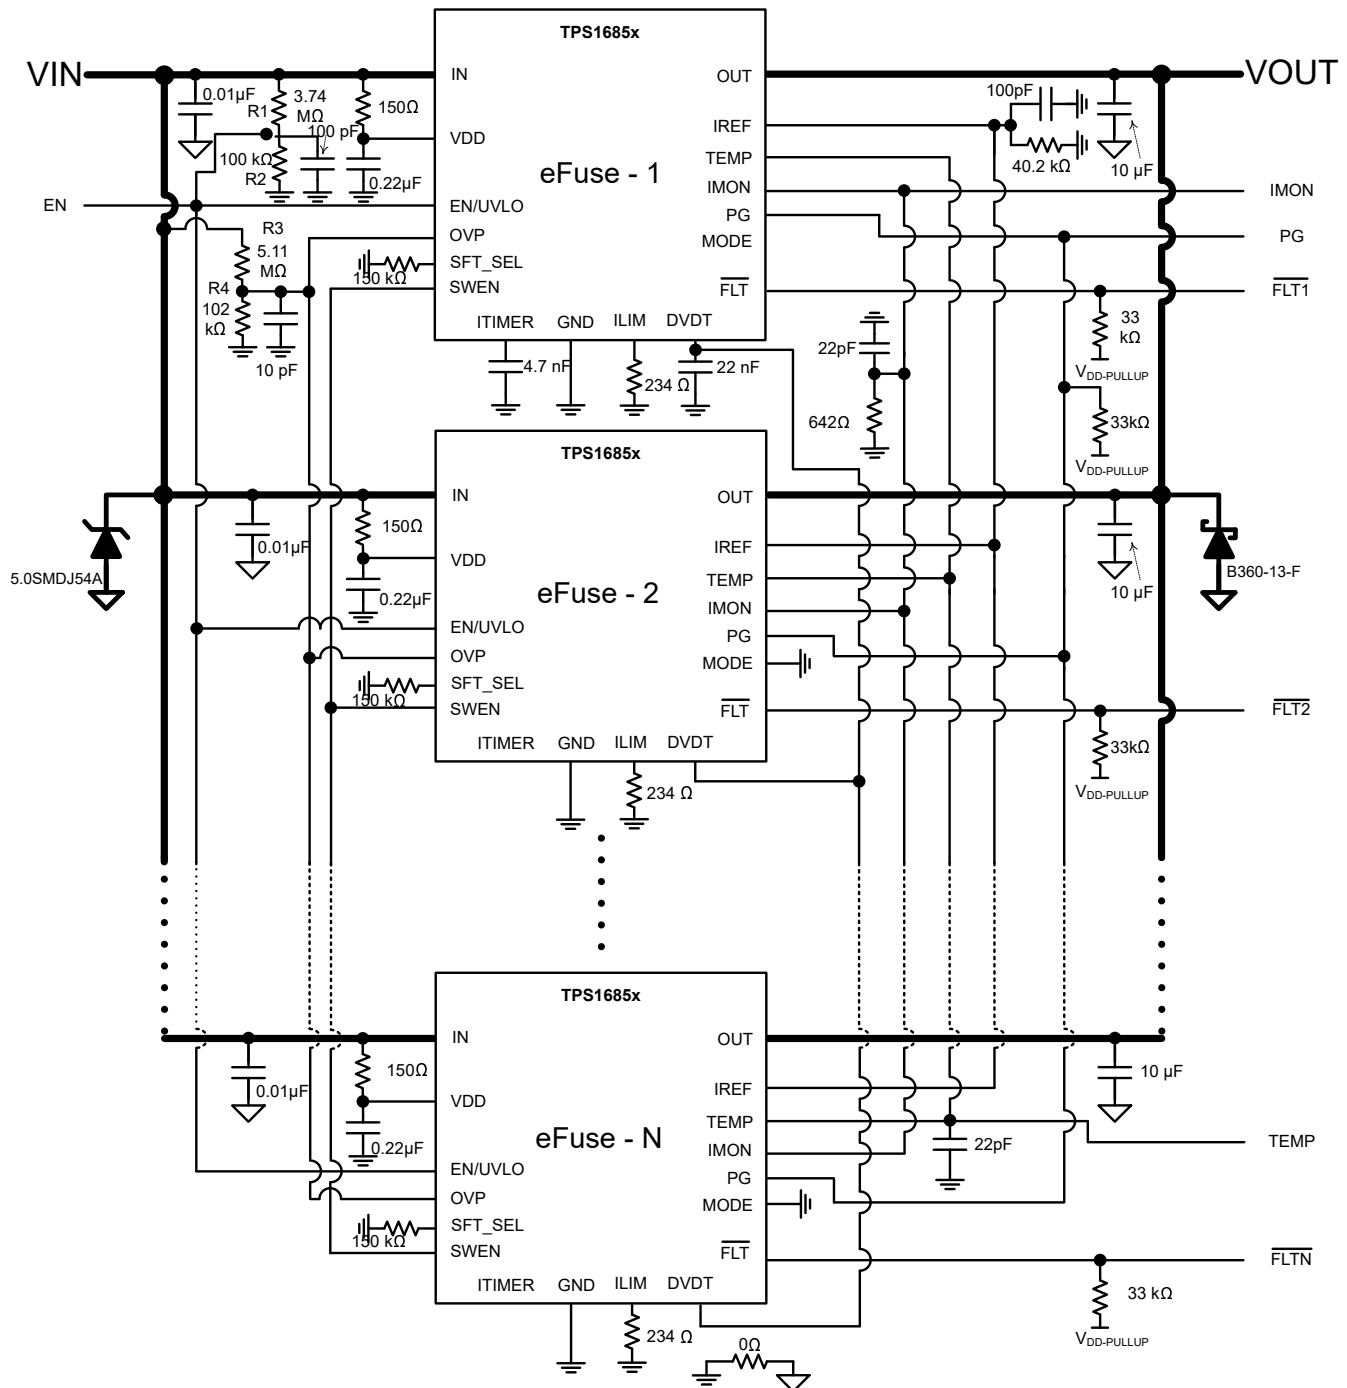 TPS1685x
VIN
IN
OUT
VOUT
0.01µF
R1
3.74
MΩ
150Ω
100pF
100 pF
VDD
IREF
10 µF
100 kΩ
R2
0.22µF
eFuse - 1
TEMP
40.2 kΩ
IMON
IMON
EN
EN/UVLO
PG
PG
R3
5.11
MΩ
OVP
MODE
150 kΩ
SFT_SEL
R4
102
kΩ
SWEN
FLT
FLT1
10 pF
ITIMER
GND
ILIM
DVDT
33
kΩ
22pF
4.7 nF
234 Ω
22 nF
VDD-PULLUP
642Ω
33kΩ
VDD-PULLUP
TPS1685x
IN
OUT
0.01µF
150Ω
VDD
IREF
5.0SMDJ54A
0.22µF
eFuse - 2
TEMP
10 µF
B360-13-F
IMON
EN/UVLO
PG
OVP
MODE
150 kΩ
SFT_SEL
SWEN
FLT
FLT2
ITIMER
GND
ILIM
DVDT
33kΩ
234 Ω
VDD-PULLUP
TPS1685x
IN
OUT
0.01µF
150Ω
10 µF
VDD
IREF
0.22µF
eFuse - N
TEMP
TEMP
IMON
22pF
EN/UVLO
PG
OVP
MODE
150 kΩ
SFT_SEL
SWEN
FLT
FLTN
ITIMER
GND
ILIM
DVDT
33 kΩ
234 Ω
VDD-PULLUP
0Ω